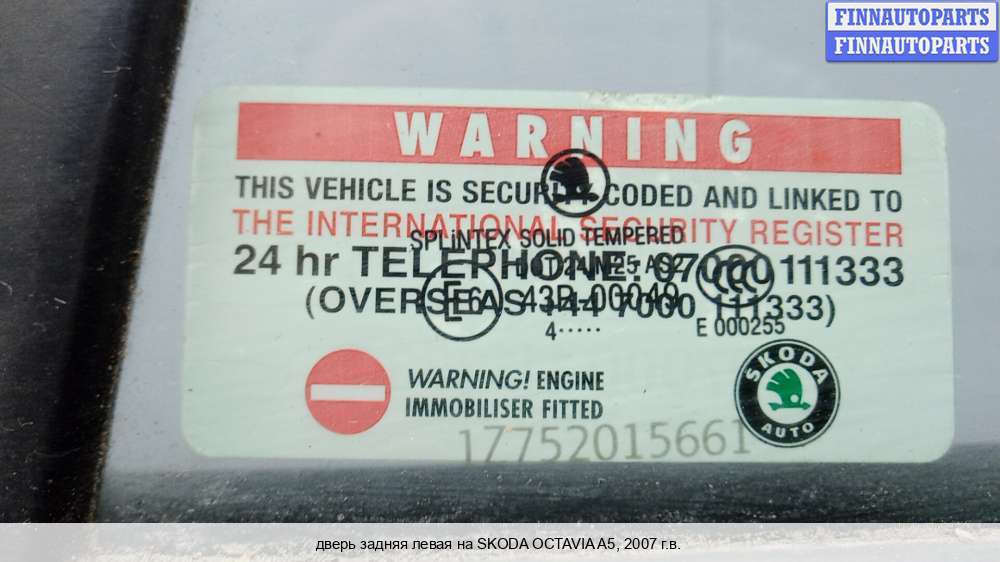 FINNAUTOPARTS
FINNAUTOPARTS
WARNING
THIS VEHICLE IS SECURITY CODED AND LINKED TO
THE INTERNATIONAL SECURITY REGISTER
SPLINTEX SOLID TEMPERED
24 hr TELEPHONE: 07000 111333
(OVERSEAS +44 7000 111333)
E6 43R-00049
4·····
E 000255
WARNING! ENGINE
IMMOBILISER FITTED
SKODA
AUTO
17752015661
дверь задняя левая на SKODA OCTAVIA A5, 2007 г.в.